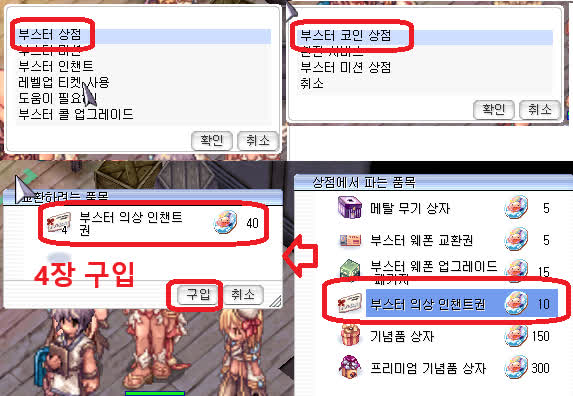 부스터 상점
부스터 미션
부스터 인챈트
레벨업 티켓 사용
도움이 필요
부스터 콜 업그레이드
확인 취소
부스터 코인 상점
부스터 미션 상점
취소
확인 취소
교환하려는 품목
부스터 의상 인챈트
권
4
40
4장 구입
구입 취소
상점에서 파는 품목
메탈 무기 상자 5
부스터 웨폰 교환권 5
부스터 웨폰 업그레이드
패키지 15
부스터 의상 인챈트권 10
기념품 상자 150
프리미엄 기념품 상자 300